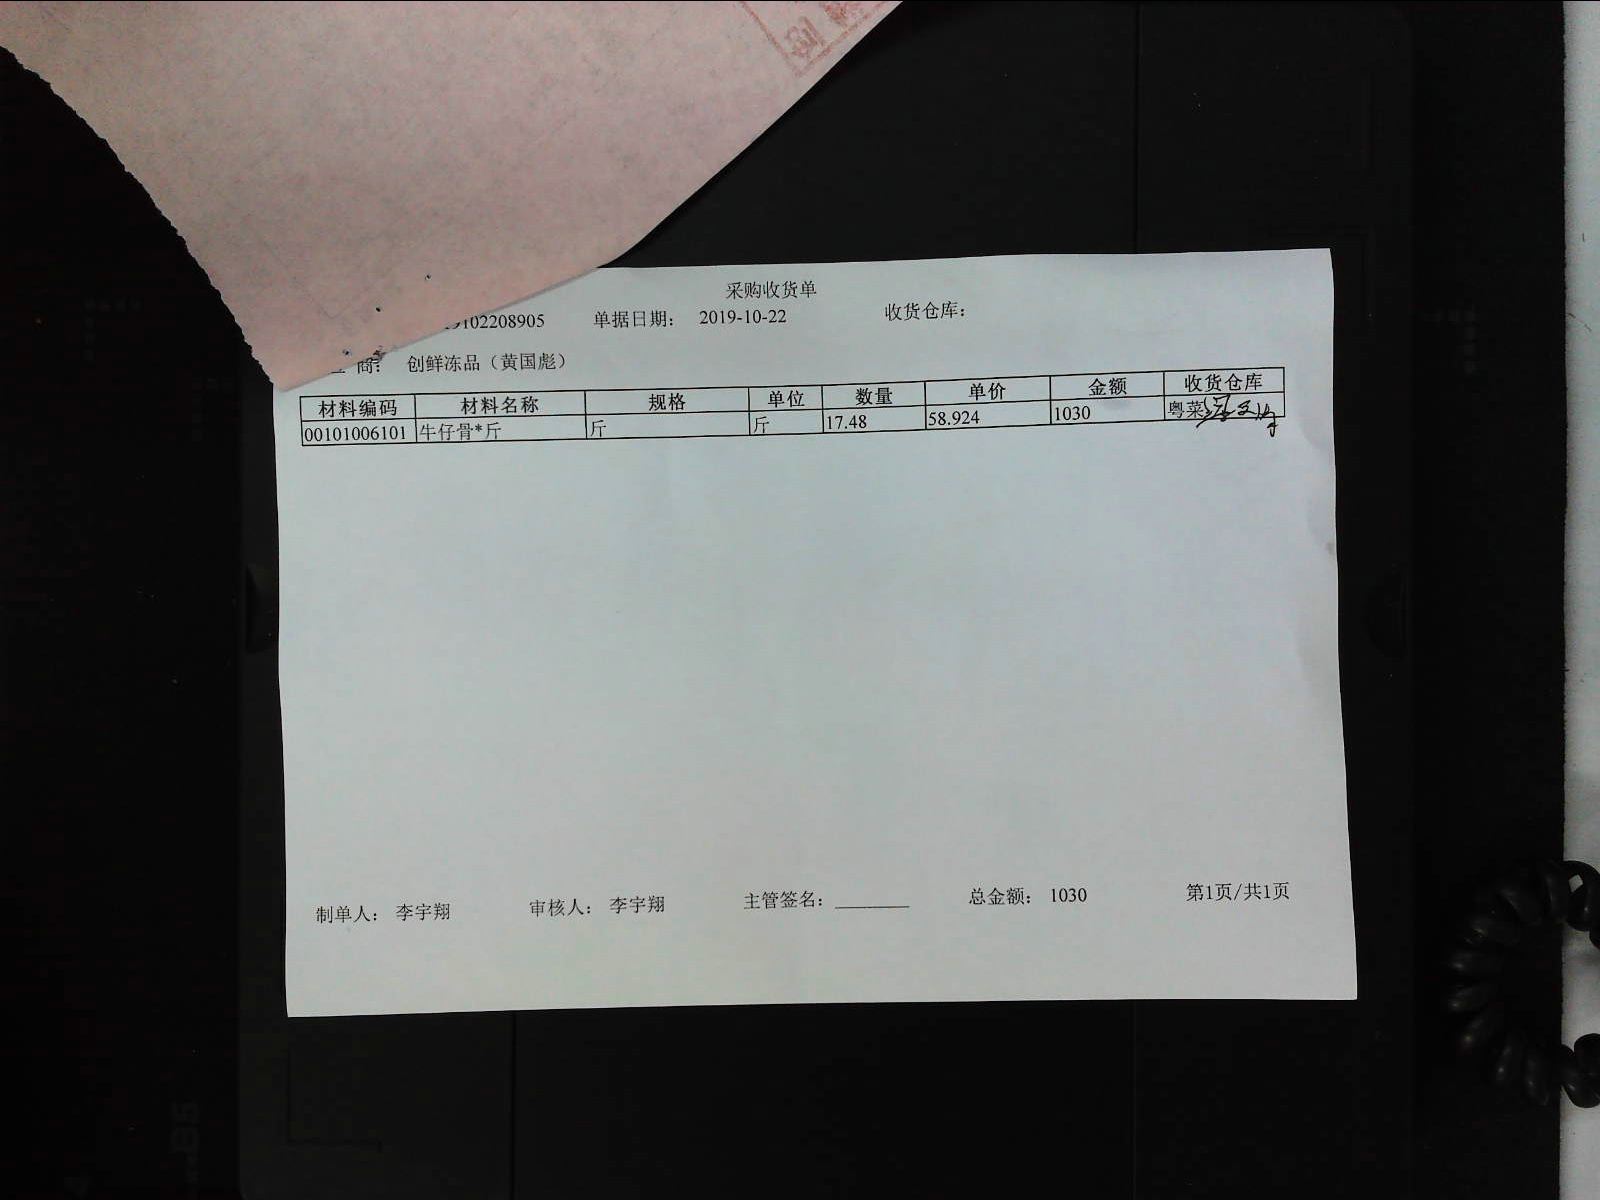 采购收货单
9102208905 单据日期： 2019-10-22 收货仓库：
商： 创鲜冻品（黄国彪）
材料编码 材料名称 规格 单位 数量 单价 金额 收货仓库
00101006101 牛仔骨*斤 斤 斤 17.48 58.924 1030 粤菜
制单人： 李宇翔 审核人： 李宇翔 主管签名：________ 总金额： 1030 第1页/共1页